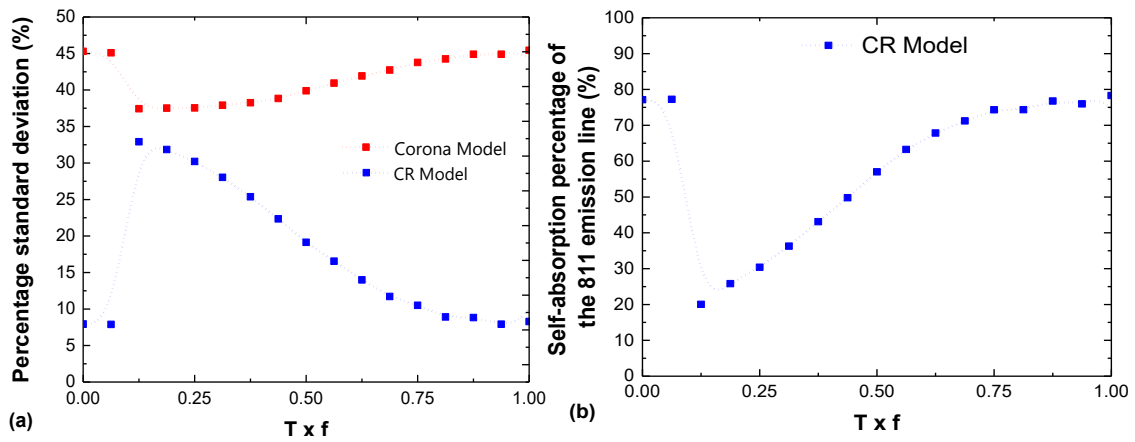 Percentage standard deviation (%)
50
45
40
35
30
25
20
15
10
5
0
Corona Model
CR Model
0.00 0.25 0.50 0.75 1.00
(a)
T x f
Self-absorption percentage of
the 811 emission line (%)
100
90
80
70
60
50
40
30
20
10
0
CR Model
0.00 0.25 0.50 0.75 1.00
(b)
T x f